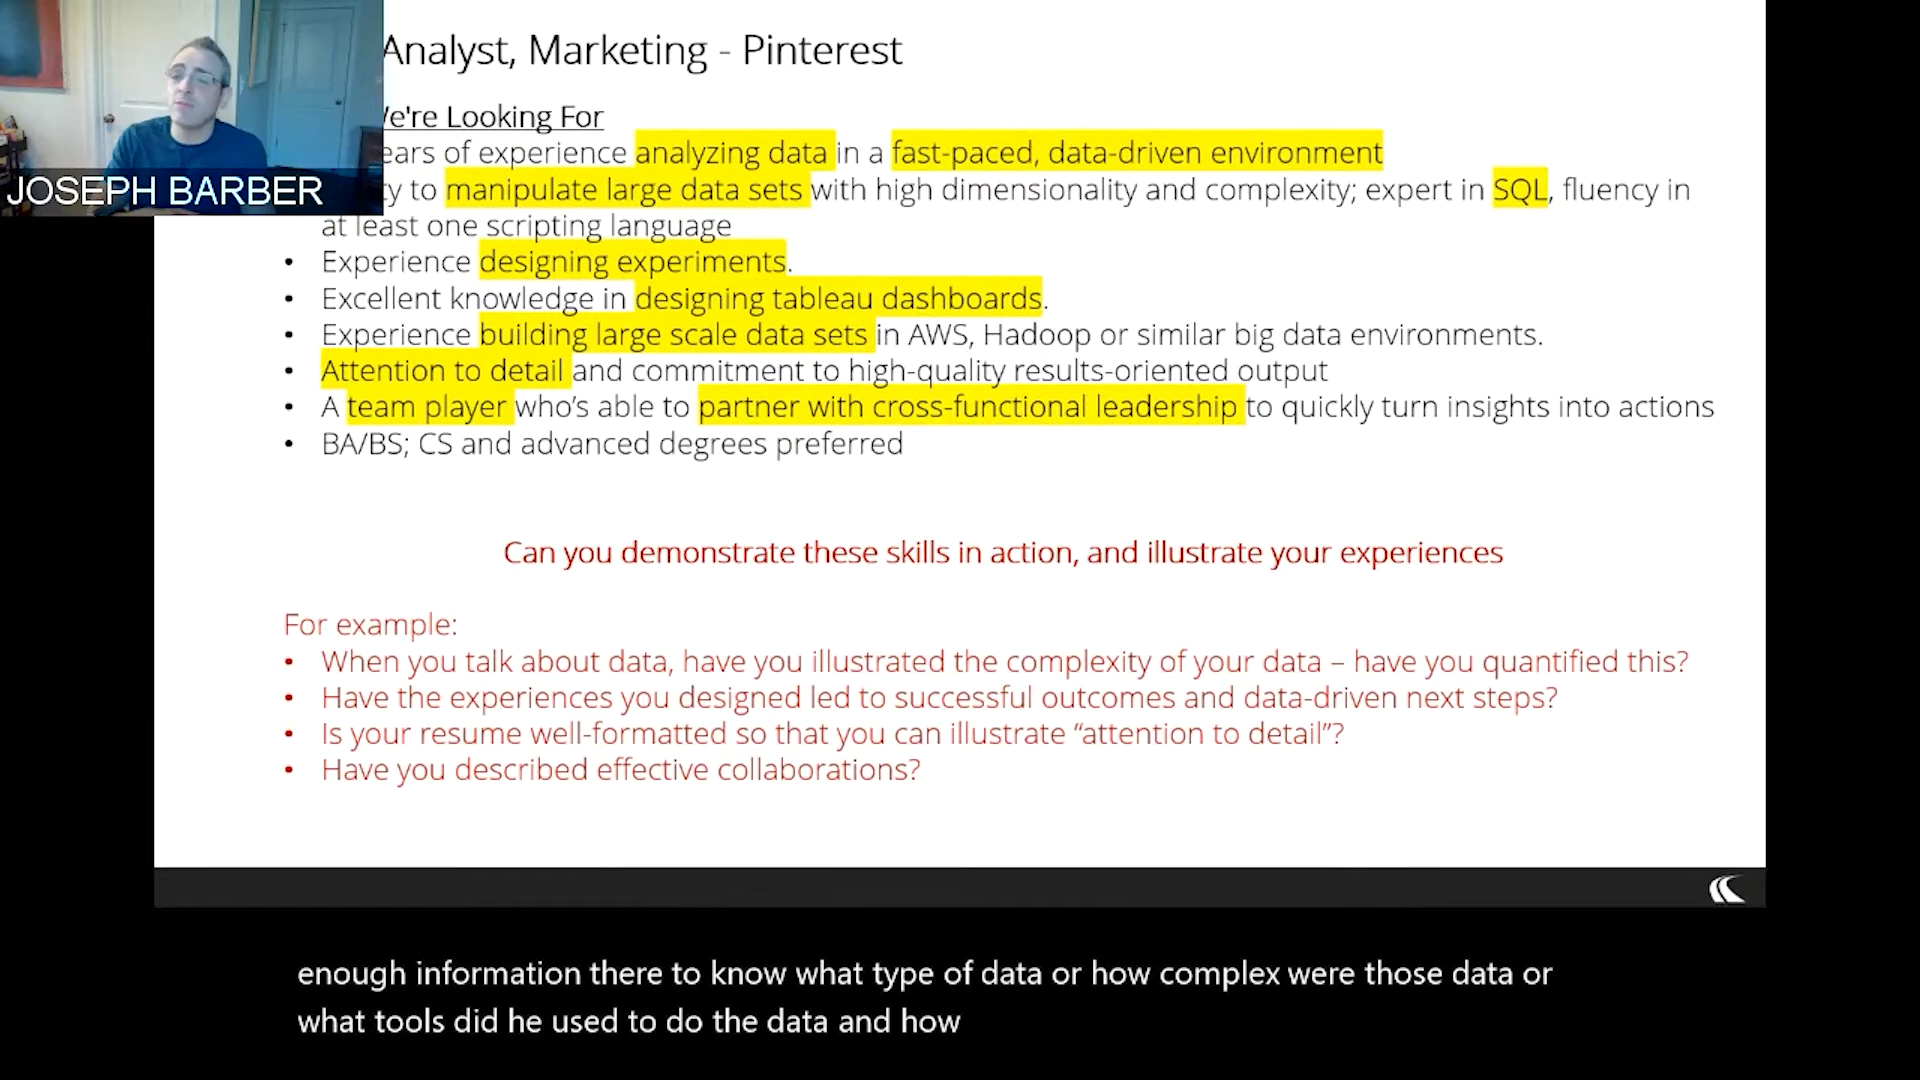 Analyst, Marketing - Pinterest
e're Looking For
ears of experience analyzing data in a fast-paced, data-driven environment
JOSEPH BARBER
ty to manipulate large data sets with high dimensionality and complexity; expert in SQL, fluency in
at least one scripting language
• Experience designing experiments.
• Excellent knowledge in designing tableau dashboards.
• Experience building large scale data sets in AWS, Hadoop or similar big data environments.
• Attention to detail and commitment to high-quality results-oriented output
• A team player who's able to partner with cross-functional leadership to quickly turn insights into actions
• BA/BS; CS and advanced degrees preferred
Can you demonstrate these skills in action, and illustrate your experiences
For example:
• When you talk about data, have you illustrated the complexity of your data – have you quantified this?
• Have the experiences you designed led to successful outcomes and data-driven next steps?
• Is your resume well-formatted so that you can illustrate “attention to detail”?
• Have you described effective collaborations?
enough information there to know what type of data or how complex were those data or
what tools did he used to do the data and how